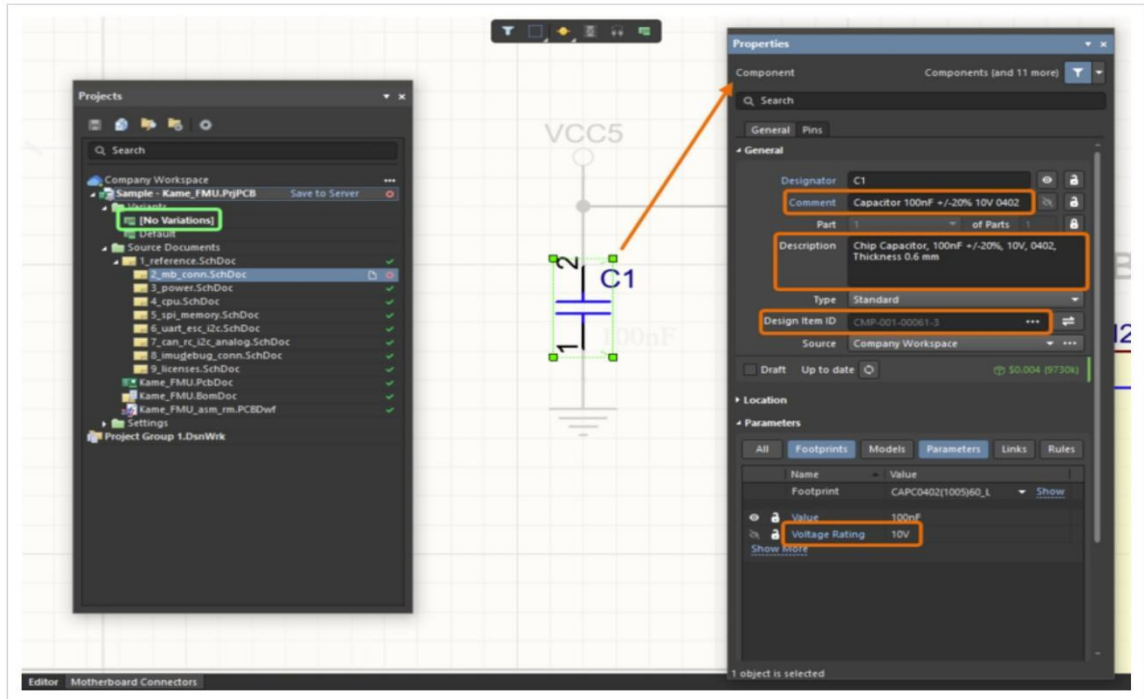 Projects
Search
Company Workspace
Sample - Kame_FMU.PrjPCB Save to Server
Variants
[No Variations]
Default
Source Documents
1_reference.SchDoc
2_mb_conn.SchDoc
3_power.SchDoc
4_cpu.SchDoc
5_spi_memory.SchDoc
6_uart_esc_i2c.SchDoc
7_can_rc_i2c_analog.SchDoc
8_imudebug_conn.SchDoc
9_licenses.SchDoc
Kame_FMU.PcbDoc
Kame_FMU.BomDoc
Kame_FMU_asm_rm.PCBDwf
Settings
Project Group 1.DsnWrk
VCC5
2
C1
100nF
1
Properties
Component Components (and 11 more)
Search
General Pins
General
Designator C1
Comment Capacitor 100nF +/-20% 10V 0402
Part 1 of Parts 1
Description Chip Capacitor, 100nF +/-20%, 10V, 0402,
Thickness 0.6 mm
Type Standard
Design Item ID CMP-001-00061-3
Source Company Workspace
Draft Up to date $0.004 (9730k)
Location
Parameters
All Footprints Models Parameters Links Rules
Name Value
Footprint CAPC0402(1005)60_L Show
Value 100nF
Voltage Rating 10V
Show More
1 object is selected
Editor Motherboard Connectors